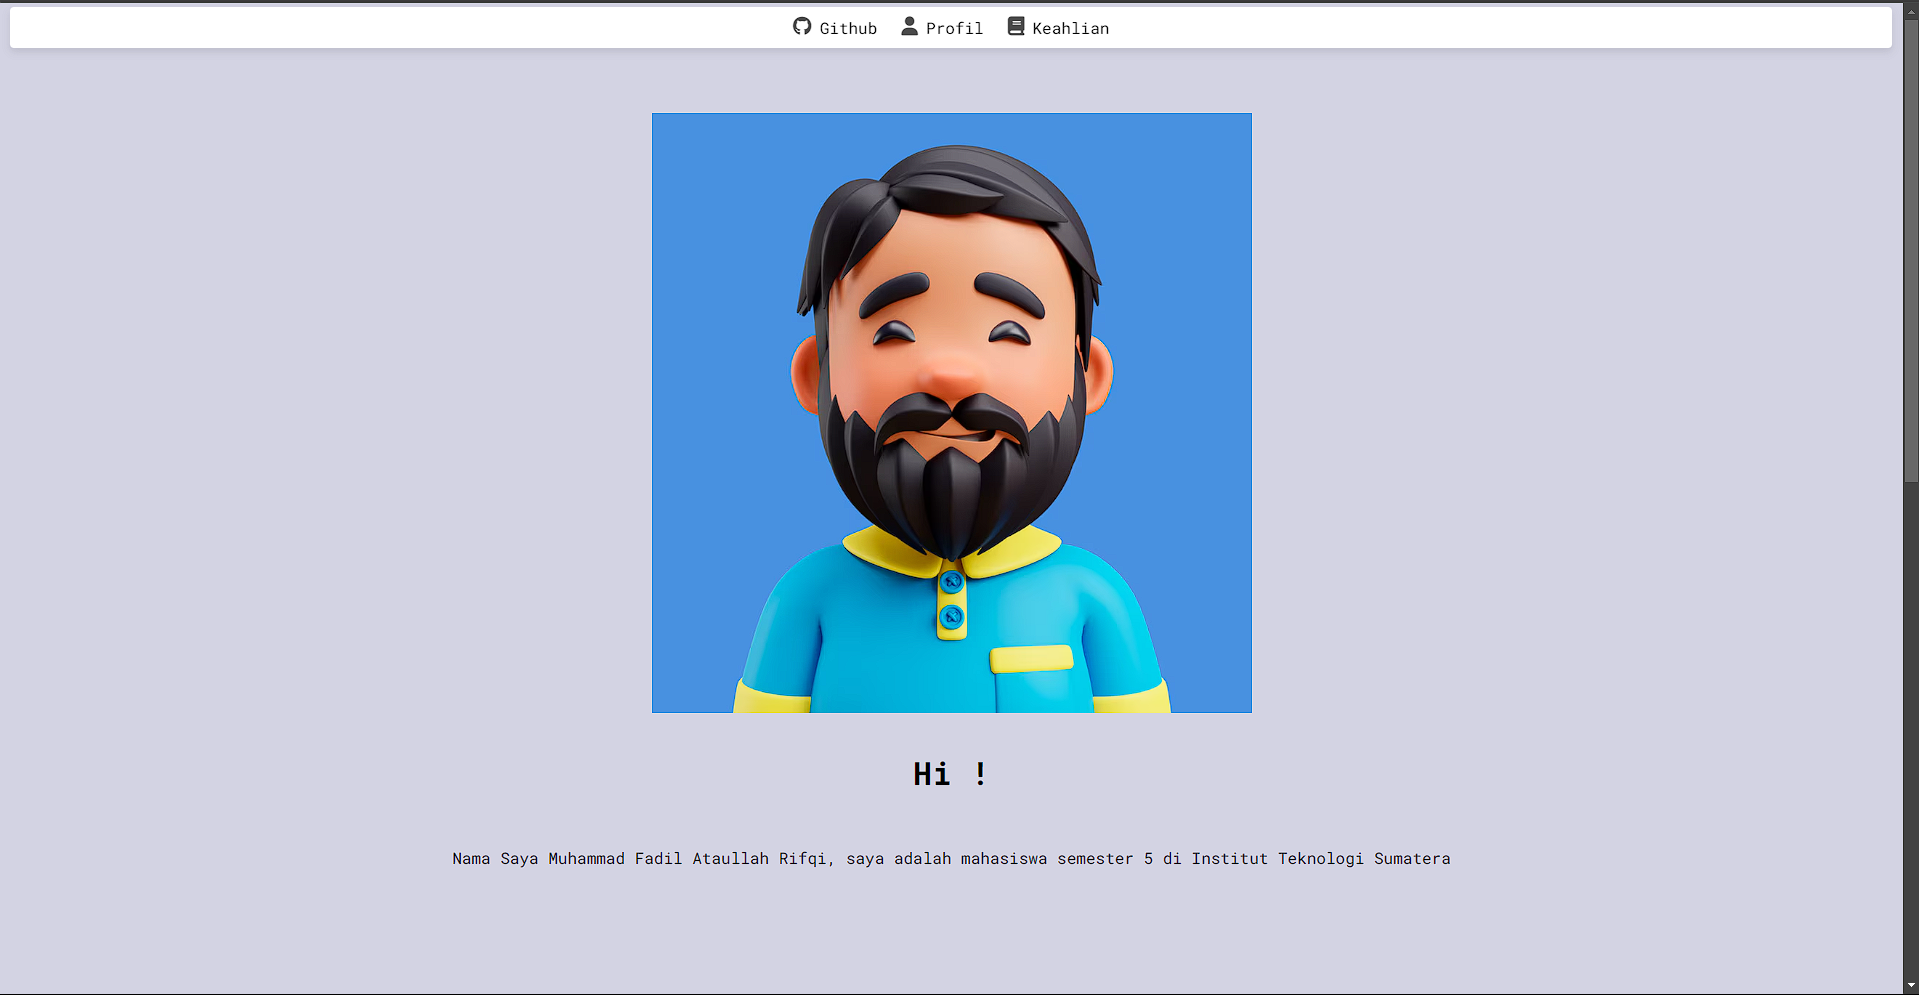 Github Profil Keahlian
Hi !
Nama Saya Muhammad Fadil Ataullah Rifqi, saya adalah mahasiswa semester 5 di Institut Teknologi Sumatera